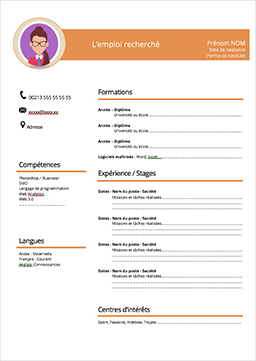 L'emploi recherché
Prénom NOM
Date de naissance
Permis de conduire
00213 555 55 55 55
xxxxx@xxxx.xx
Adresse
Formations
Année - Diplôme
Université ou école
Année - Diplôme
Université ou école
Année - Diplôme
Université ou école
Logiciels maîtrisés : Word, Excel
Compétences
Photoshop / Illustrator
SMO
Langage de programmation
Web Analytics
Web 3.0
Expérience / Stages
Dates - Nom du poste - Société
Missions et tâches réalisées
Dates - Nom du poste - Société
Missions et tâches réalisées
Dates - Nom du poste - Société
Missions et tâches réalisées
Dates - Nom du poste - Société
Missions et tâches réalisées
Langues
Arabe : Maternelle
Français : Courant
Anglais: Connaissances
Centres d'intérêts
Sport, Passions, Hobbies, Projets